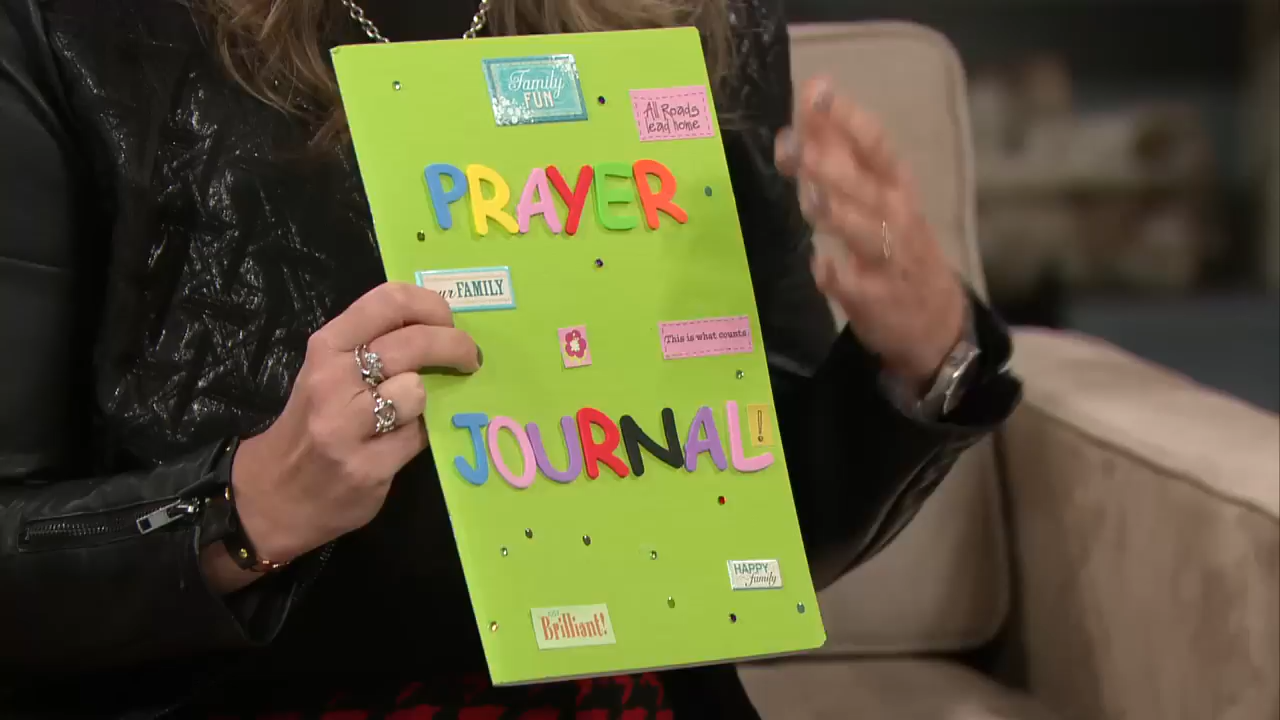 Family
FUN
All Roads
lead home
PRAYER
FAMILY
This is what counts
JOURNAL!
HAPPY
family
Brilliant!